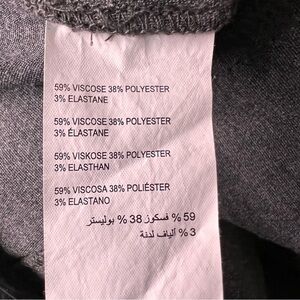 59% VISCOSE 38% POLYESTER
3% ELASTANE
59% VISCOSE 38% POLYESTER
3% ÉLASTANE
59% VISKOSE 38% POLYESTER
3% ELASTHAN
59% VISCOSA 38% POLIÉSTER
3% ELASTANO
59 % فسكوز 38 % بوليستر
3 % ألياف لدنة